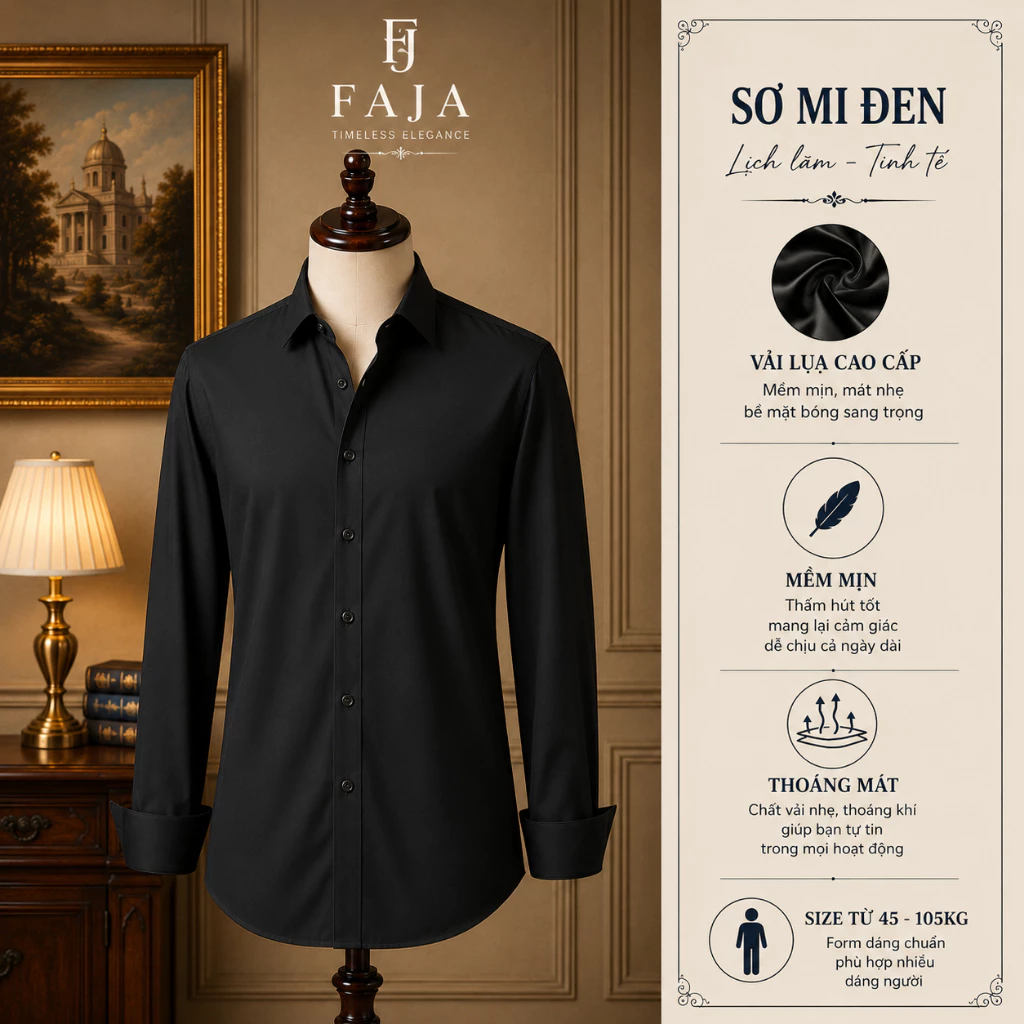 FJ
FAJA
TIMELESS ELEGANCE
SƠ MI ĐEN
Lịch lãm - Tinh tế
VẢI LỤA CAO CẤP
Mềm mịn, mát nhẹ
bề mặt bóng sang trọng
MỀM MỊN
Thấm hút tốt
mang lại cảm giác
dễ chịu cả ngày dài
THOÁNG MÁT
Chất vải nhẹ, thoáng khí
giúp bạn tự tin
trong mọi hoạt động
SIZE TỪ 45 - 105KG
Form dáng chuẩn
phù hợp nhiều
dáng người